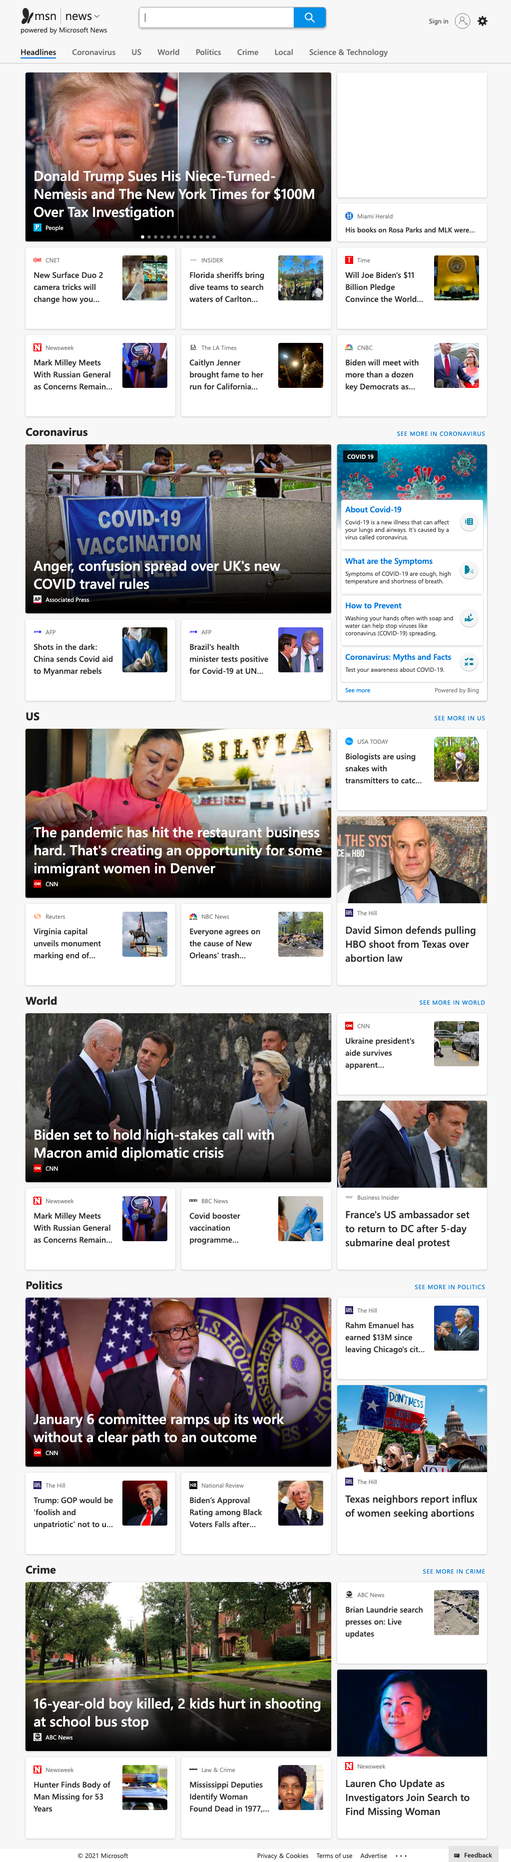 msn | news
powered by Microsoft News
Sign in
Headlines Coronavirus US World Politics Crime Local Science & Technology
Donald Trump Sues His Niece-Turned-
Nemesis and The New York Times for $100M
Over Tax Investigation
People
Miami Herald
His books on Rosa Parks and MLK were...
CNET
New Surface Duo 2
camera tricks will
change how you...
INSIDER
Florida sheriffs bring
dive teams to search
waters of Carlton...
Time
Will Joe Biden's $11
Billion Pledge
Convince the World...
Newsweek
Mark Milley Meets
With Russian General
as Concerns Remain...
The LA Times
Caitlyn Jenner
brought fame to her
run for California...
CNBC
Biden will meet with
more than a dozen
key Democrats as...
Coronavirus
SEE MORE IN CORONAVIRUS
COVID-19
VACCINATION
Anger, confusion spread over UK's new
COVID travel rules
Associated Press
COVID 19
About Covid-19
Covid-19 is a new illness that can affect
your lungs and airways. It's caused by a
virus called coronavirus.
What are the Symptoms
Symptoms of COVID-19 are cough, high
temperature and shortness of breath.
How to Prevent
Washing your hands often with soap and
water can help stop viruses like
coronavirus (COVID-19) spreading.
Coronavirus: Myths and Facts
Test your awareness about COVID-19.
See more
Powered by Bing
AFP
Shots in the dark:
China sends Covid aid
to Myanmar rebels
AFP
Brazil's health
minister tests positive
for Covid-19 at UN...
US
SEE MORE IN US
SILVIA
The pandemic has hit the restaurant business
hard. That's creating an opportunity for some
immigrant women in Denver
CNN
USA TODAY
Biologists are using
snakes with
transmitters to catc...
The Hill
David Simon defends pulling
HBO shoot from Texas over
abortion law
Reuters
Virginia capital
unveils monument
marking end of...
NBC News
Everyone agrees on
the cause of New
Orleans' trash...
World
SEE MORE IN WORLD
Biden set to hold high-stakes call with
Macron amid diplomatic crisis
CNN
CNN
Ukraine president's
aide survives
apparent...
Business Insider
France's US ambassador set
to return to DC after 5-day
submarine deal protest
Newsweek
Mark Milley Meets
With Russian General
as Concerns Remain...
BBC News
Covid booster
vaccination
programme...
Politics
SEE MORE IN POLITICS
January 6 committee ramps up its work
without a clear path to an outcome
CNN
The Hill
Rahm Emanuel has
earned $13M since
leaving Chicago's cit...
The Hill
Texas neighbors report influx
of women seeking abortions
The Hill
Trump: GOP would be
'foolish and
unpatriotic' not to u...
National Review
Biden's Approval
Rating among Black
Voters Falls after...
Crime
SEE MORE IN CRIME
16-year-old boy killed, 2 kids hurt in shooting
at school bus stop
ABC News
ABC News
Brian Laundrie search
presses on: Live
updates
Newsweek
Lauren Cho Update as
Investigators Join Search to
Find Missing Woman
Newsweek
Hunter Finds Body of
Man Missing for 53
Years
Law & Crime
Mississippi Deputies
Identify Woman
Found Dead in 1977,...
© 2021 Microsoft
Privacy & Cookies Terms of use Advertise ...
Feedback